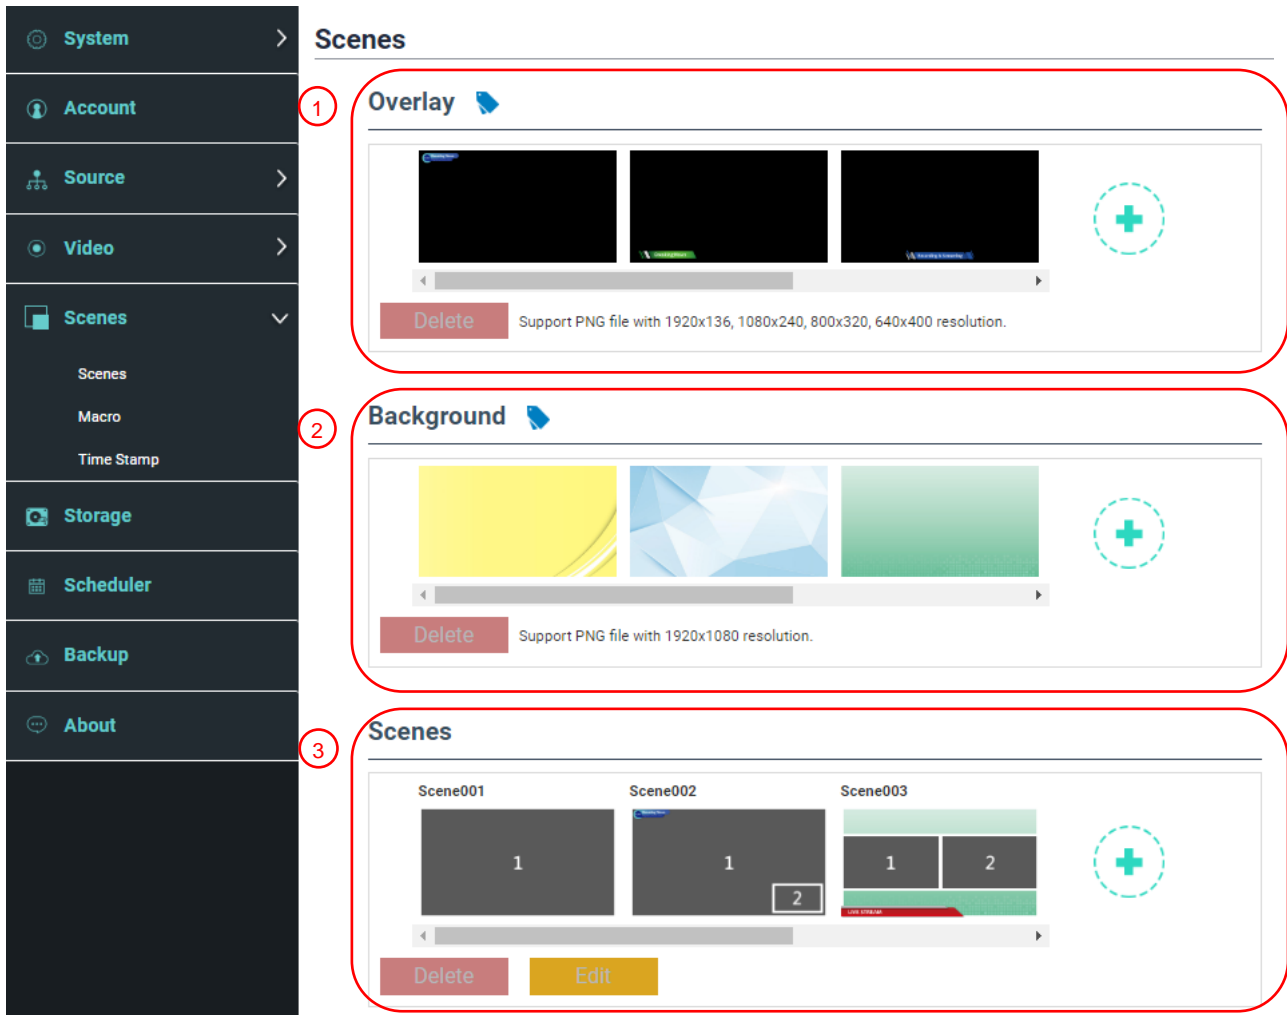 System
Account
Source
Video
Scenes
Scenes
Macro
Time Stamp
Storage
Scheduler
Backup
About
Scenes
1
Overlay
Delete
Support PNG file with 1920x136, 1080x240, 800x320, 640x400 resolution.
2
Background
Delete
Support PNG file with 1920x1080 resolution.
3
Scenes
Scene001
Scene002
Scene003
1
1
2
1
2
LIVE STREAM
Delete
Edit